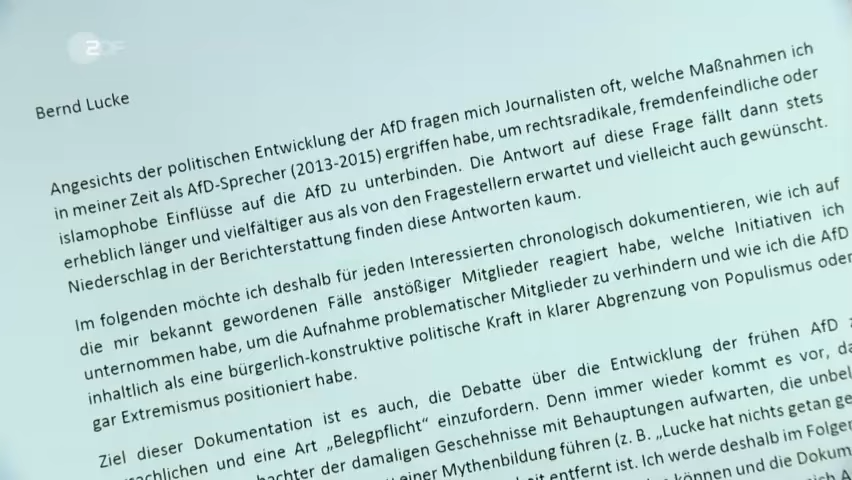 ZDF
Bernd Lucke
Angesichts der politischen Entwicklung der AfD fragen mich Journalisten oft, welche Maßnahmen ich
in meiner Zeit als AfD-Sprecher (2013-2015) ergriffen habe, um rechtsradikale, fremdenfeindliche oder
islamophobe Einflüsse auf die AfD zu unterbinden. Die Antwort auf diese Frage fällt dann stets
erheblich länger und vielfältiger aus als von den Fragestellern erwartet und vielleicht auch gewünscht.
Niederschlag in der Berichterstattung finden diese Antworten kaum.
Im folgenden möchte ich deshalb für jeden Interessierten chronologisch dokumentieren, wie ich auf
die mir bekannt gewordenen Fälle anstößiger Mitglieder reagiert habe, welche Initiativen ich
unternommen habe, um die Aufnahme problematischer Mitglieder zu verhindern und wie ich die AfD
inhaltlich als eine bürgerlich-konstruktive politische Kraft in klarer Abgrenzung von Populismus oder
gar Extremismus positioniert habe.
Ziel dieser Dokumentation ist es auch, die Debatte über die Entwicklung der frühen AfD
und eine Art „Belegpflicht“ einzufordern. Denn immer wieder kommt es vor,
der damaligen Geschehnisse mit Behauptungen aufwarten, die
einer Mythenbildung führen (z. B. „Lucke hat nichts getan
entfernt ist. Ich werde deshalb im
können und die